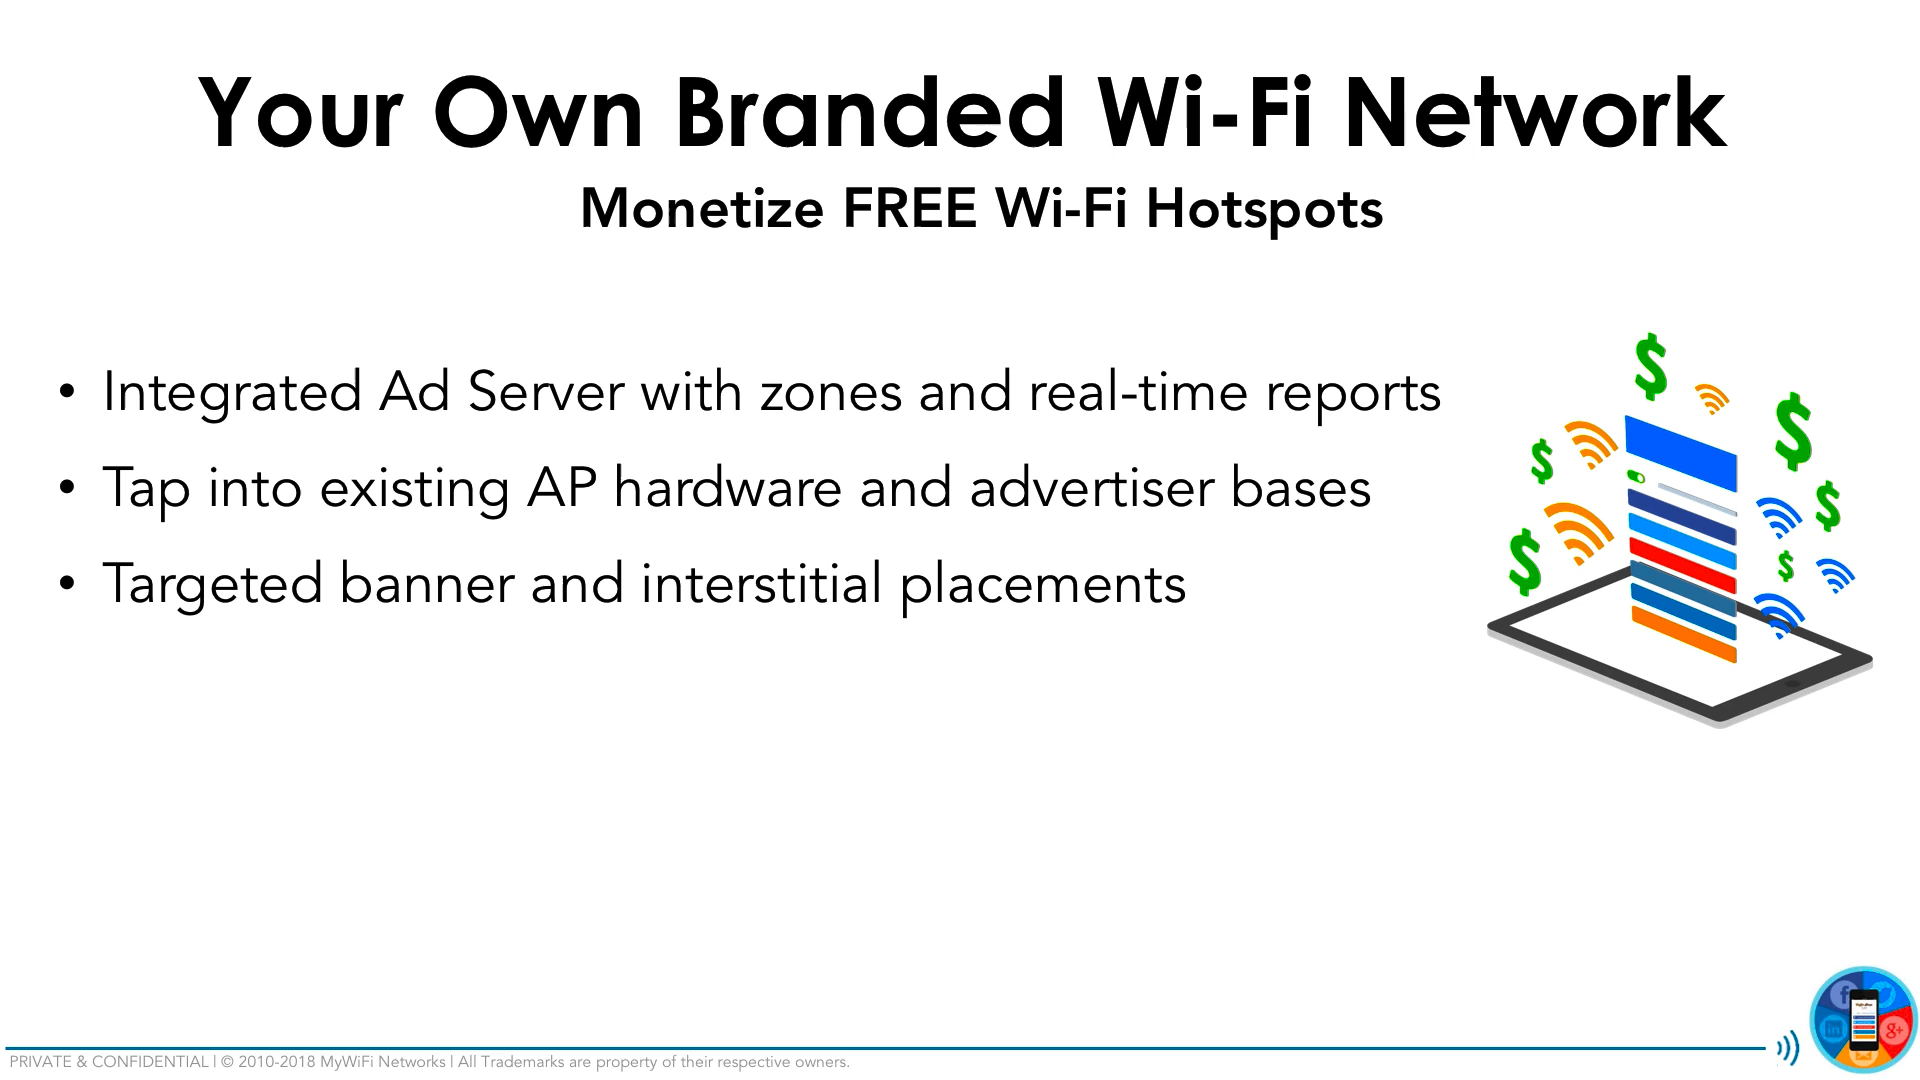 Your Own Branded Wi-Fi Network
Monetize FREE Wi-Fi Hotspots
• Integrated Ad Server with zones and real-time reports
• Tap into existing AP hardware and advertiser bases
• Targeted banner and interstitial placements
PRIVATE & CONFIDENTIAL | © 2010-2018 MyWiFi Networks | All Trademarks are property of their respective owners.